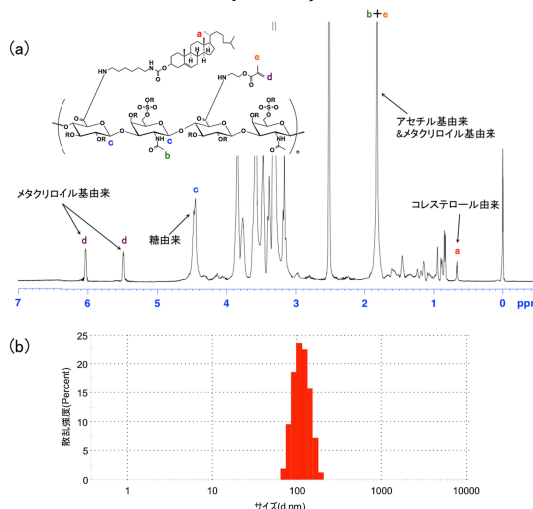 b+e
(a)
a
e
d
c
c
b
n
アセチル基由来
&メタクリロイル基由来
メタクリロイル基由来
コレステロール由来
糖由来
c
d
d
a
7 6 5 4 3 2 1 0 ppm
(b)
散乱強度(Percent)
25
20
15
10
5
0
1 10 100 1000 10000
サイズ(d.nm)